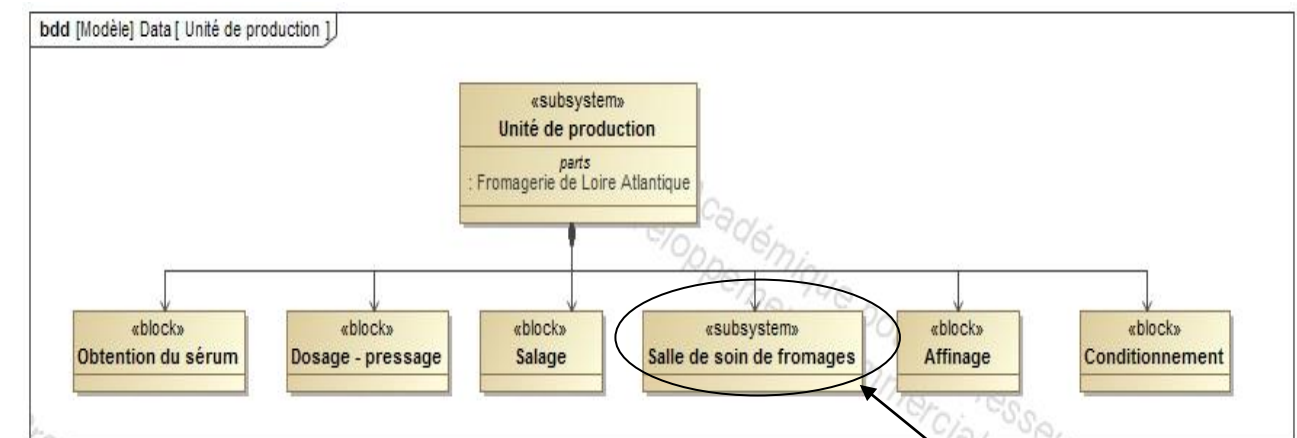 bdd [Modèle] Data [ Unité de production ]
«subsystem»
Unité de production
parts
: Fromagerie de Loire Atlantique
«block»
Obtention du sérum
«block»
Dosage - pressage
«block»
Salage
«subsystem»
Salle de soin de fromages
«block»
Affinage
«block»
Conditionnement